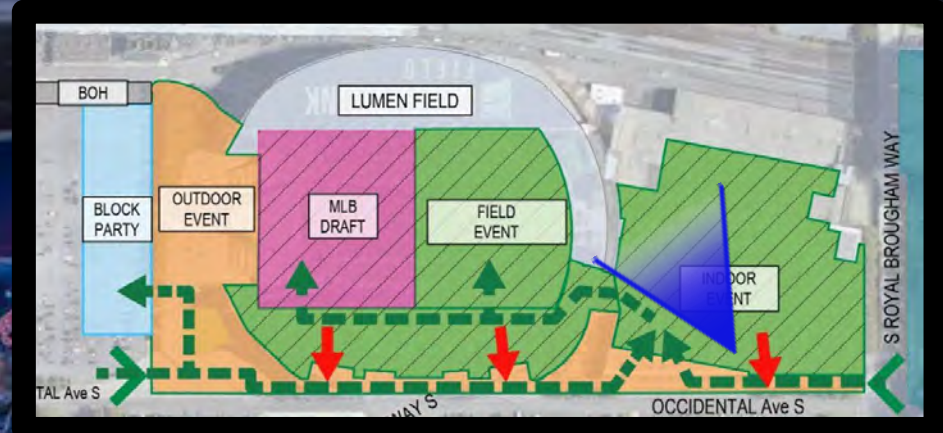 BOH
LUMEN FIELD
BLOCK
PARTY
OUTDOOR
EVENT
MLB
DRAFT
FIELD
EVENT
INDOOR
EVENT
S ROYAL BROUGHAM WAY
TAL Ave S
WAY S
OCCIDENTAL Ave S